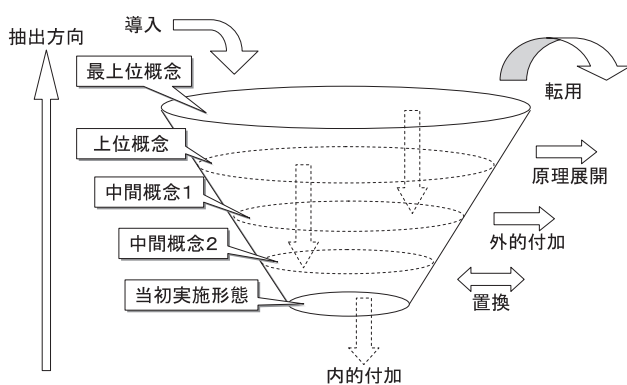 導入
抽出方向
最上位概念
転用
上位概念
原理展開
中間概念1
外的付加
中間概念2
当初実施形態
置換
内的付加